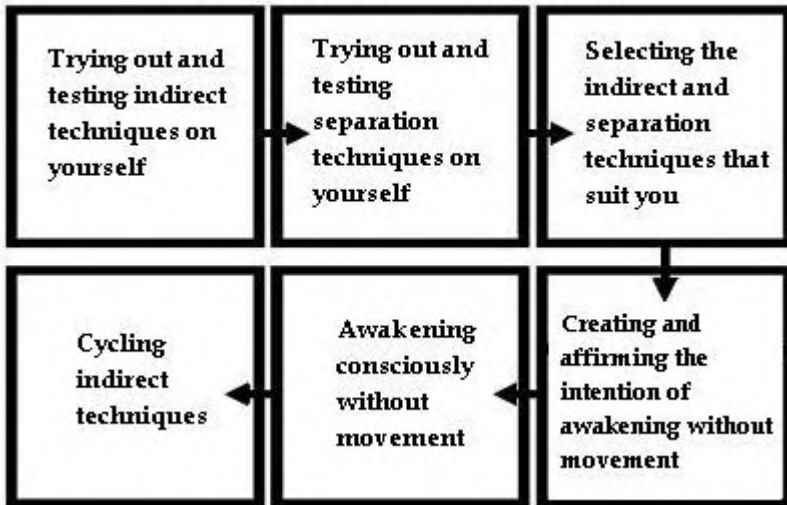 Trying out and
testing indirect
techniques on
yourself
Trying out and
testing
separation
techniques on
yourself
Selecting the
indirect and
separation
techniques that
suit you
Creating and
affirming the
intention of
awakening without
movement
Awakening
consciously
without
movement
Cycling
indirect
techniques